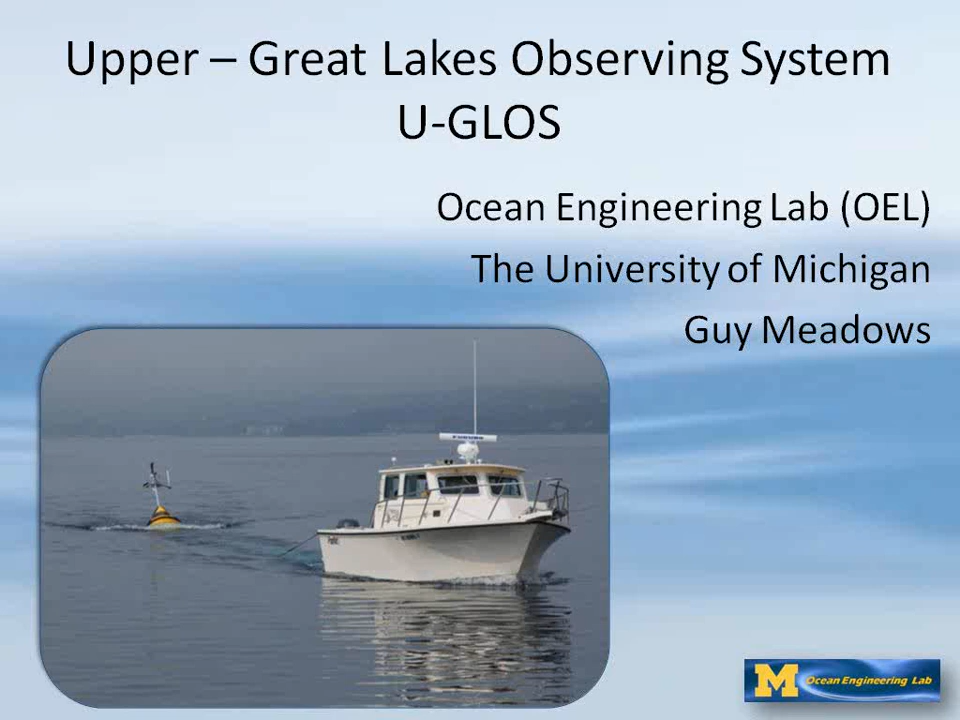 Upper – Great Lakes Observing System
U-GLOS
Ocean Engineering Lab (OEL)
The University of Michigan
Guy Meadows
FURUNO
M Ocean Engineering Lab